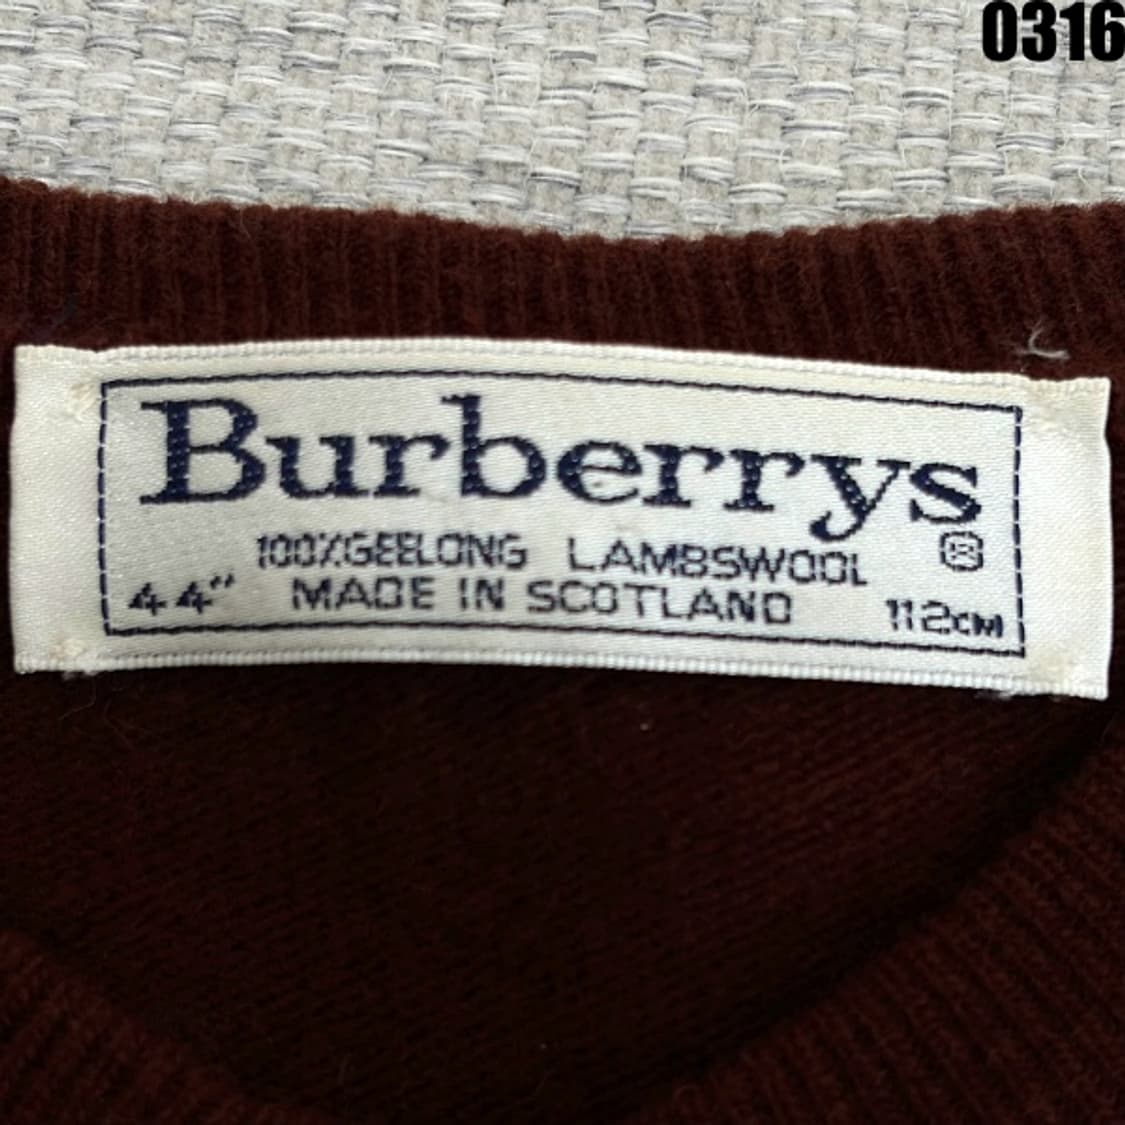 0316
Burberrys
®
100%GEELONG LAMBSWOOL
44" MADE IN SCOTLAND 112CM